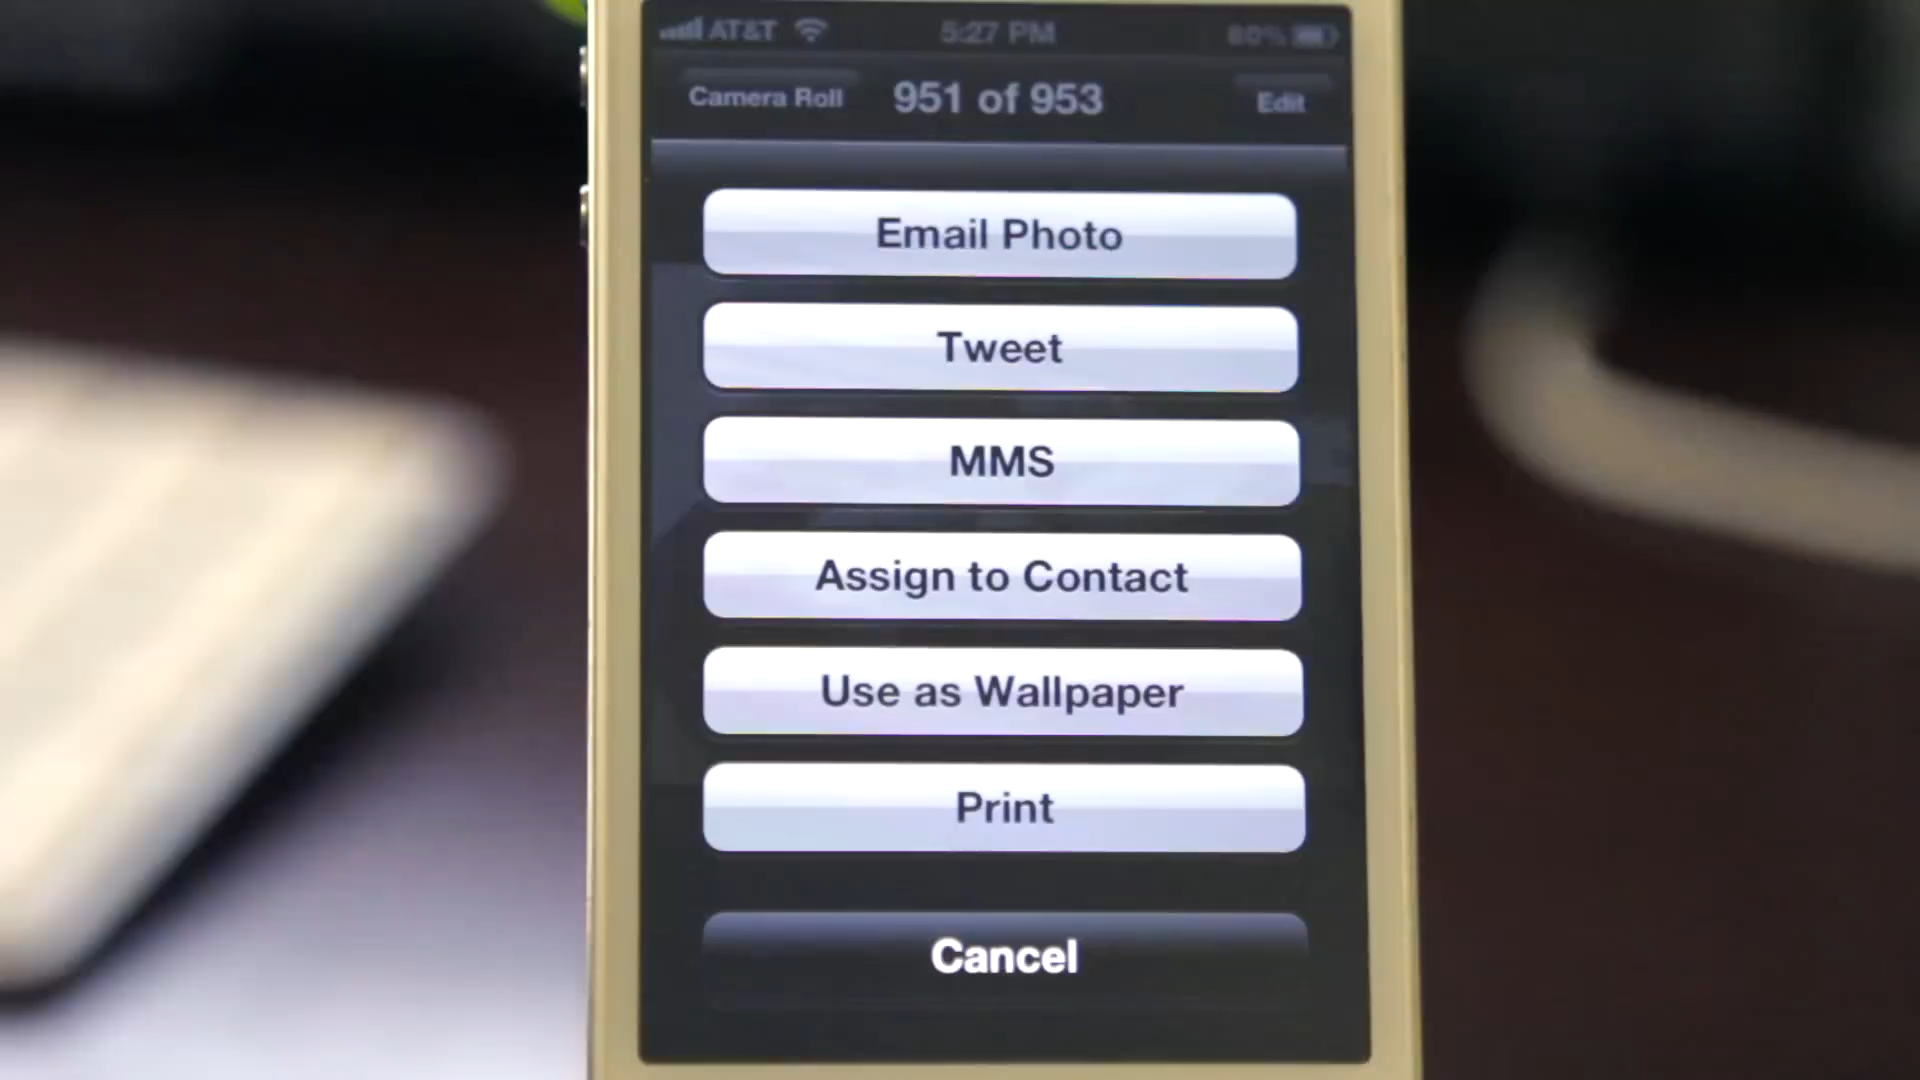 AT&T 5:27 PM 80%
Camera Roll 951 of 953 Edit
Email Photo
Tweet
MMS
Assign to Contact
Use as Wallpaper
Print
Cancel